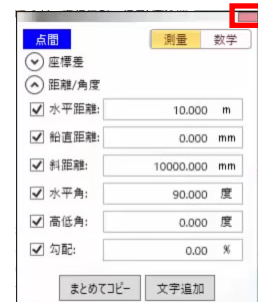 点間 測量 数学
座標差
距離/角度
水平距離: 10.000 m
鉛直距離: 0.000 mm
斜距離: 10000.000 mm
水平角: 90.000 度
高低角: 0.000 度
勾配: 0.00 %
まとめてコピー 文字追加